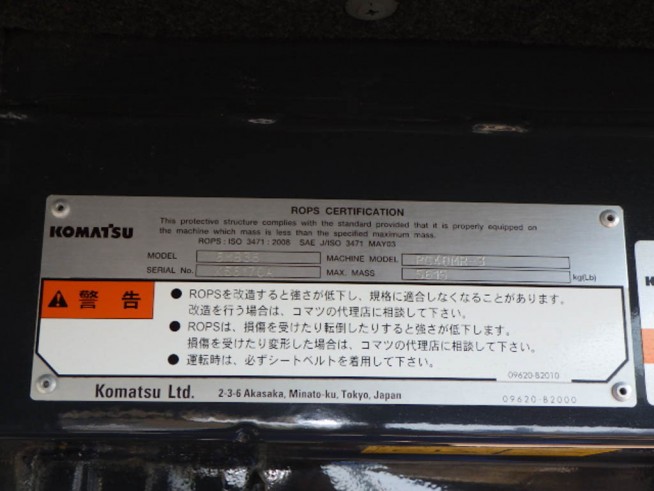 ROPS CERTIFICATION
KOMATSU
This protective structure complies with the standard provided that it is properly equipped on
the machine which mass is less than the specified maximum mass.
ROPS : ISO 3471 : 2008 SAE J/ISO 3471 MAY03
MODEL
MACHINE MODEL
SERIAL No.
MAX. MASS
kg(Lb)
警告
● ROPSを改造すると強さが低下し、規格に適合しなくなることがあります。
改造を行う場合は、コマツの代理店に相談して下さい。
● ROPSは、損傷を受けたり転倒したりすると強さが低下します。
損傷を受けたり変形した場合は、コマツの代理店に相談して下さい。
● 運転時は、必ずシートベルトを着用して下さい。
09620-B2010
Komatsu Ltd. 2-3-6 Akasaka, Minato-ku, Tokyo, Japan
09620-B2000